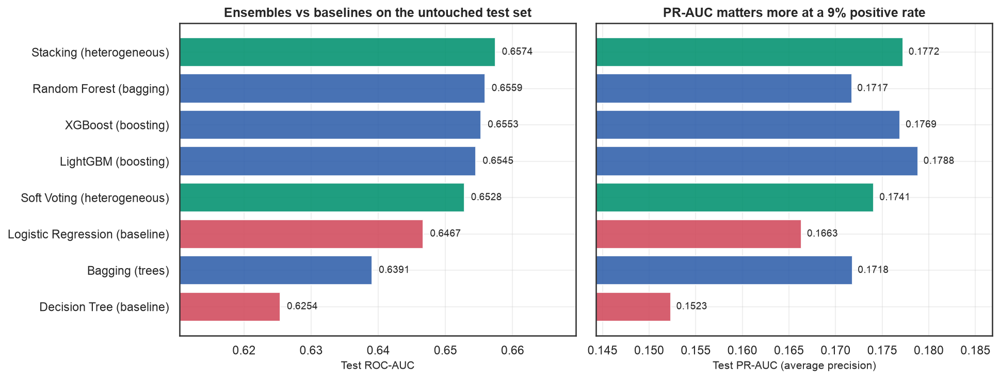 Ensembles vs baselines on the untouched test set
Stacking (heterogeneous)
0.6574
Random Forest (bagging)
0.6559
XGBoost (boosting)
0.6553
LightGBM (boosting)
0.6545
Soft Voting (heterogeneous)
0.6528
Logistic Regression (baseline)
0.6467
Bagging (trees)
0.6391
Decision Tree (baseline)
0.6254
0.62 0.63 0.64 0.65 0.66
Test ROC-AUC
PR-AUC matters more at a 9% positive rate
0.1772
0.1717
0.1769
0.1788
0.1741
0.1663
0.1718
0.1523
0.145 0.150 0.155 0.160 0.165 0.170 0.175 0.180 0.185
Test PR-AUC (average precision)